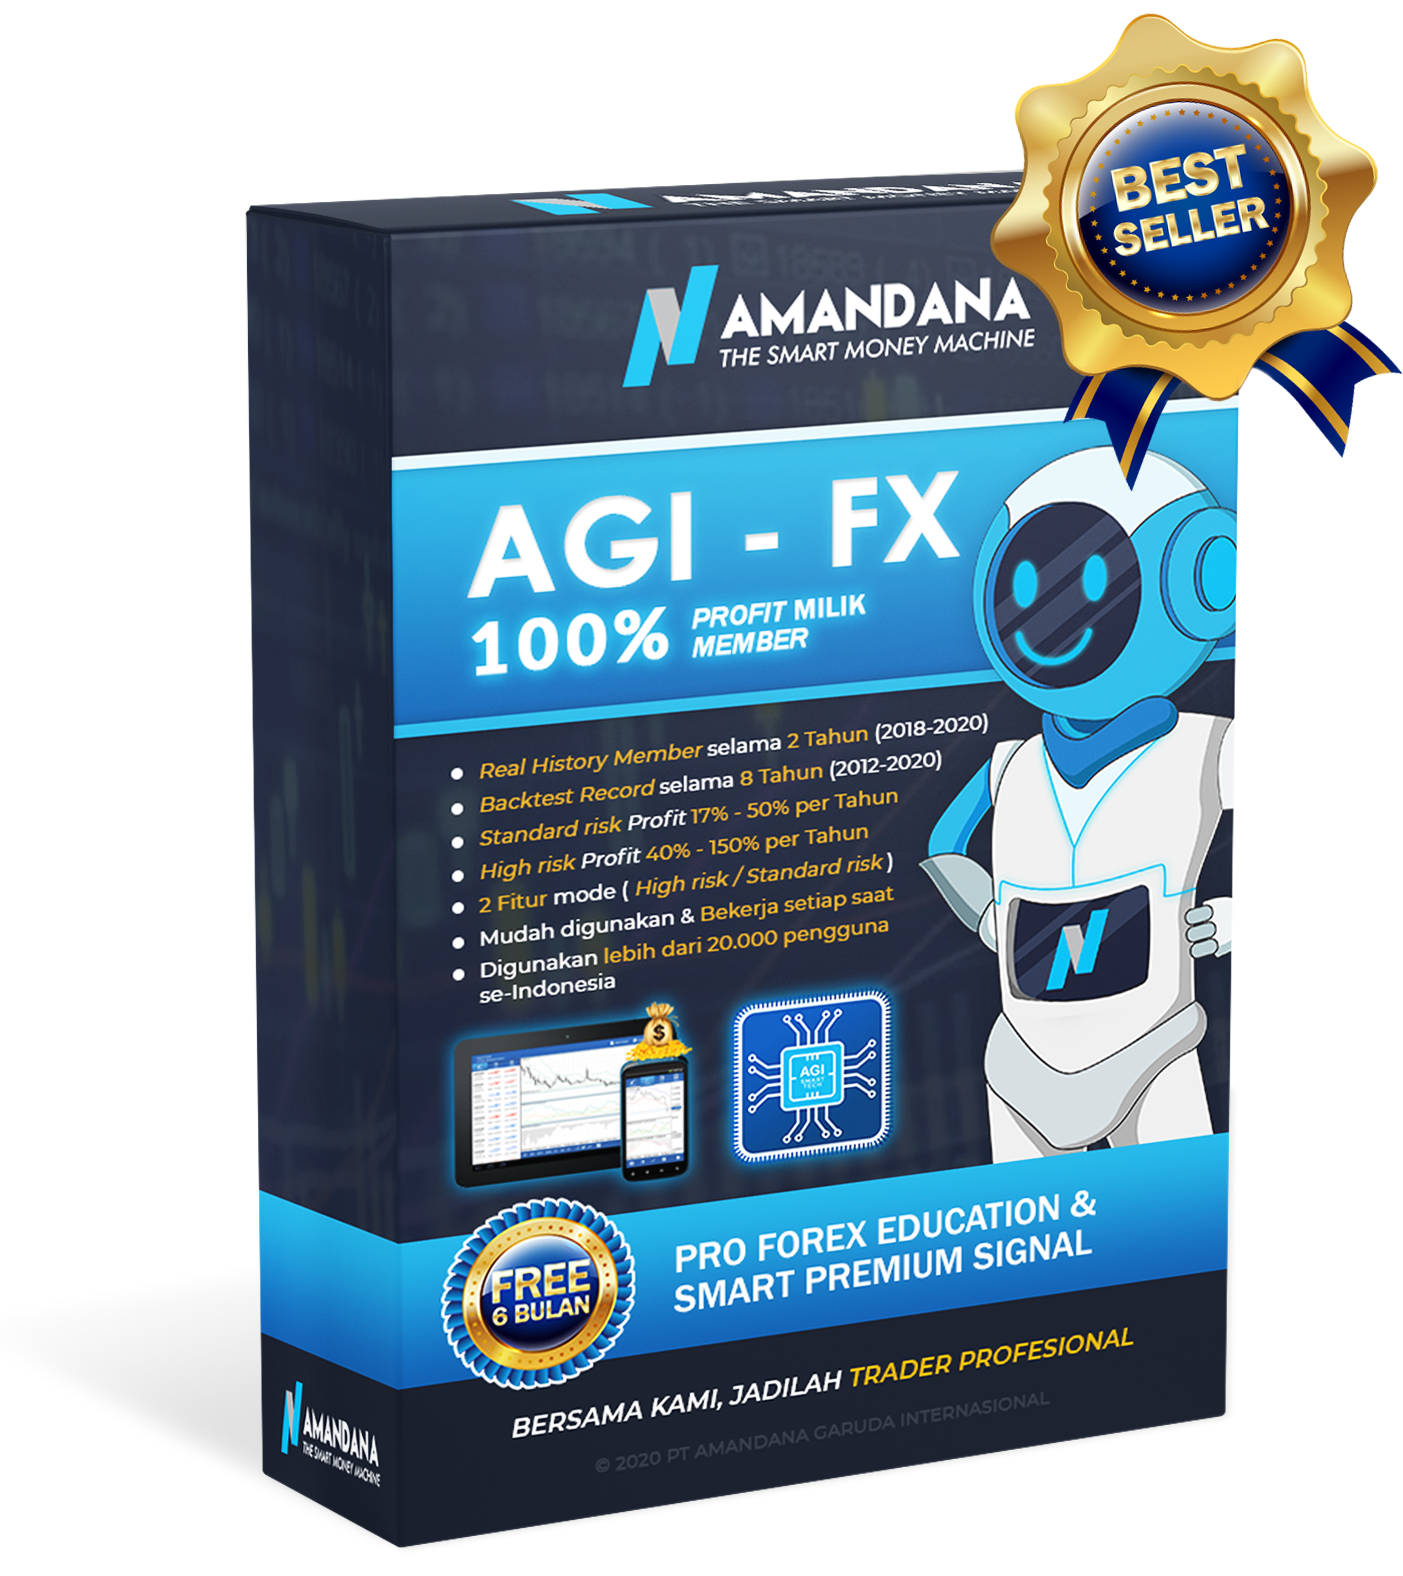 BEST
SELLER
AMANDANA
THE SMART MONEY MACHINE
AGI - FX
100% PROFIT MILIK
MEMBER
Real History Member selama 2 Tahun (2018-2020)
Backtest Record selama 8 Tahun (2012-2020)
Standard risk Profit 17% - 50% per Tahun
High risk Profit 40% - 150% per Tahun
2 Fitur mode ( High risk / Standard risk )
Mudah digunakan & Bekerja setiap saat
Digunakan lebih dari 20.000 pengguna
se-Indonesia
AGI
SMART
TECH
FREE
6 BULAN
PRO FOREX EDUCATION &
SMART PREMIUM SIGNAL
BERSAMA KAMI, JADILAH TRADER PROFESIONAL
© 2020 PT AMANDANA GARUDA INTERNASIONAL
AMANDANA
THE SMART MONEY MACHINE